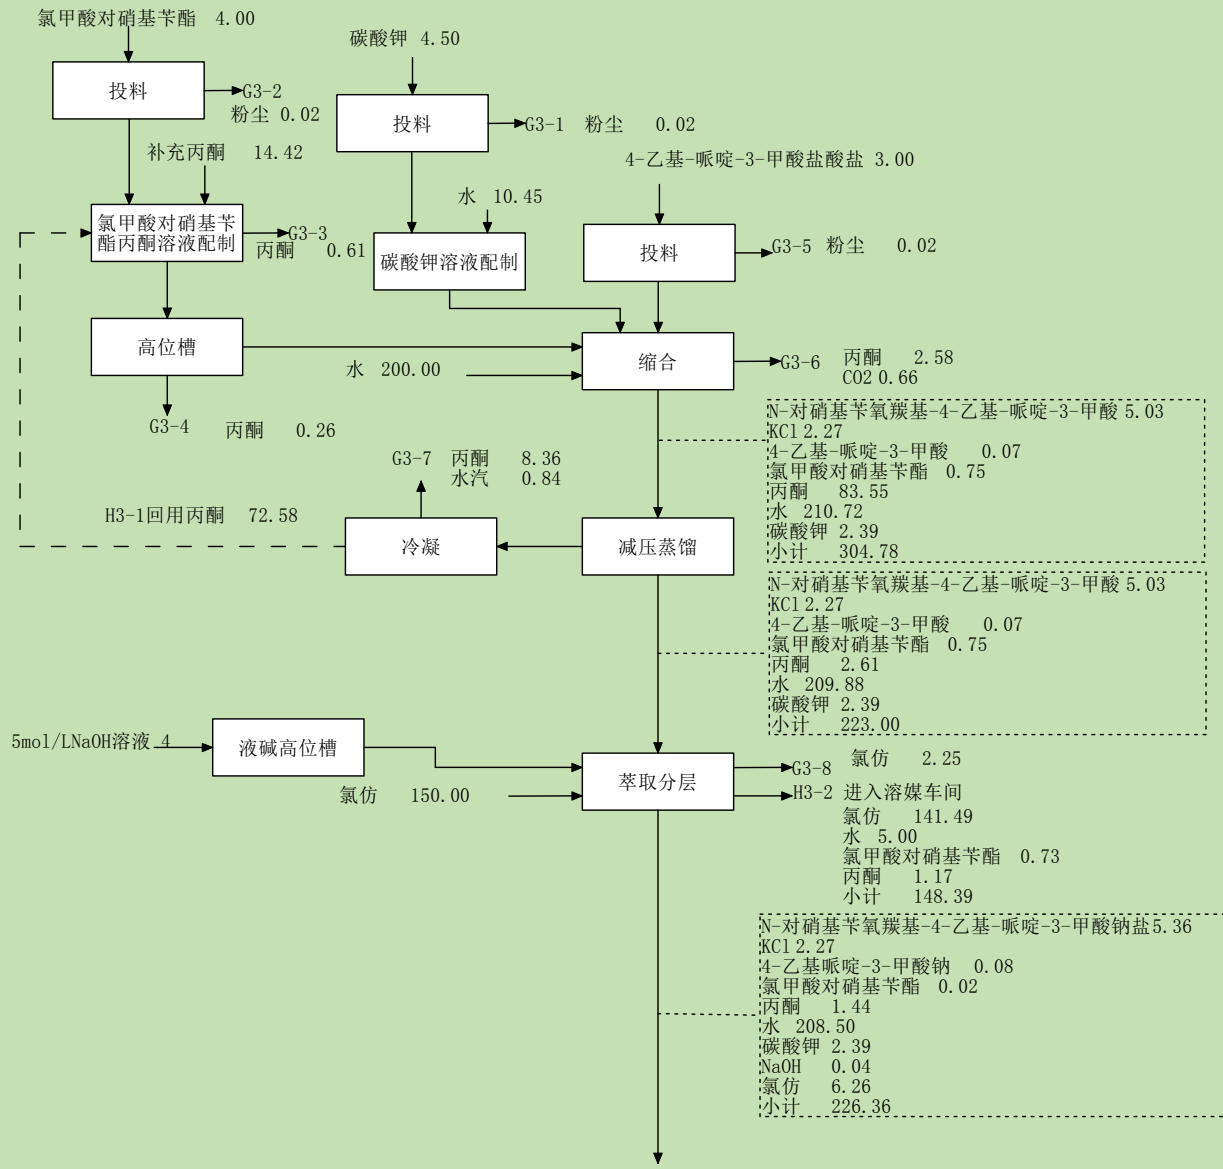 氯甲酸对硝基苄酯 4.00
碳酸钾 4.50
投料
G3-2
粉尘 0.02
投料
G3-1 粉尘 0.02
补充丙酮 14.42
4-乙基-哌啶-3-甲酸盐酸盐 3.00
水 10.45
氯甲酸对硝基苄
酯丙酮溶液配制
G3-3
丙酮 0.61
碳酸钾溶液配制
投料
G3-5 粉尘 0.02
高位槽
水 200.00
缩合
G3-6 丙酮 2.58
CO2 0.66
G3-4 丙酮 0.26
N-对硝基苄氧羰基-4-乙基-哌啶-3-甲酸 5.03
KCl 2.27
4-乙基-哌啶-3-甲酸 0.07
氯甲酸对硝基苄酯 0.75
丙酮 83.55
水 210.72
碳酸钾 2.39
小计 304.78
G3-7 丙酮 8.36
水汽 0.84
H3-1回用丙酮 72.58
冷凝
减压蒸馏
N-对硝基苄氧羰基-4-乙基-哌啶-3-甲酸 5.03
KCl 2.27
4-乙基-哌啶-3-甲酸 0.07
氯甲酸对硝基苄酯 0.75
丙酮 2.61
水 209.88
碳酸钾 2.39
小计 223.00
5mol/LNaOH溶液 4
液碱高位槽
氯仿 150.00
萃取分层
G3-8 氯仿 2.25
H3-2 进入溶媒车间
氯仿 141.49
水 5.00
氯甲酸对硝基苄酯 0.73
丙酮 1.17
小计 148.39
N-对硝基苄氧羰基-4-乙基-哌啶-3-甲酸钠盐5.36
KCl 2.27
4-乙基哌啶-3-甲酸钠 0.08
氯甲酸对硝基苄酯 0.02
丙酮 1.44
水 208.50
碳酸钾 2.39
NaOH 0.04
氯仿 6.26
小计 226.36